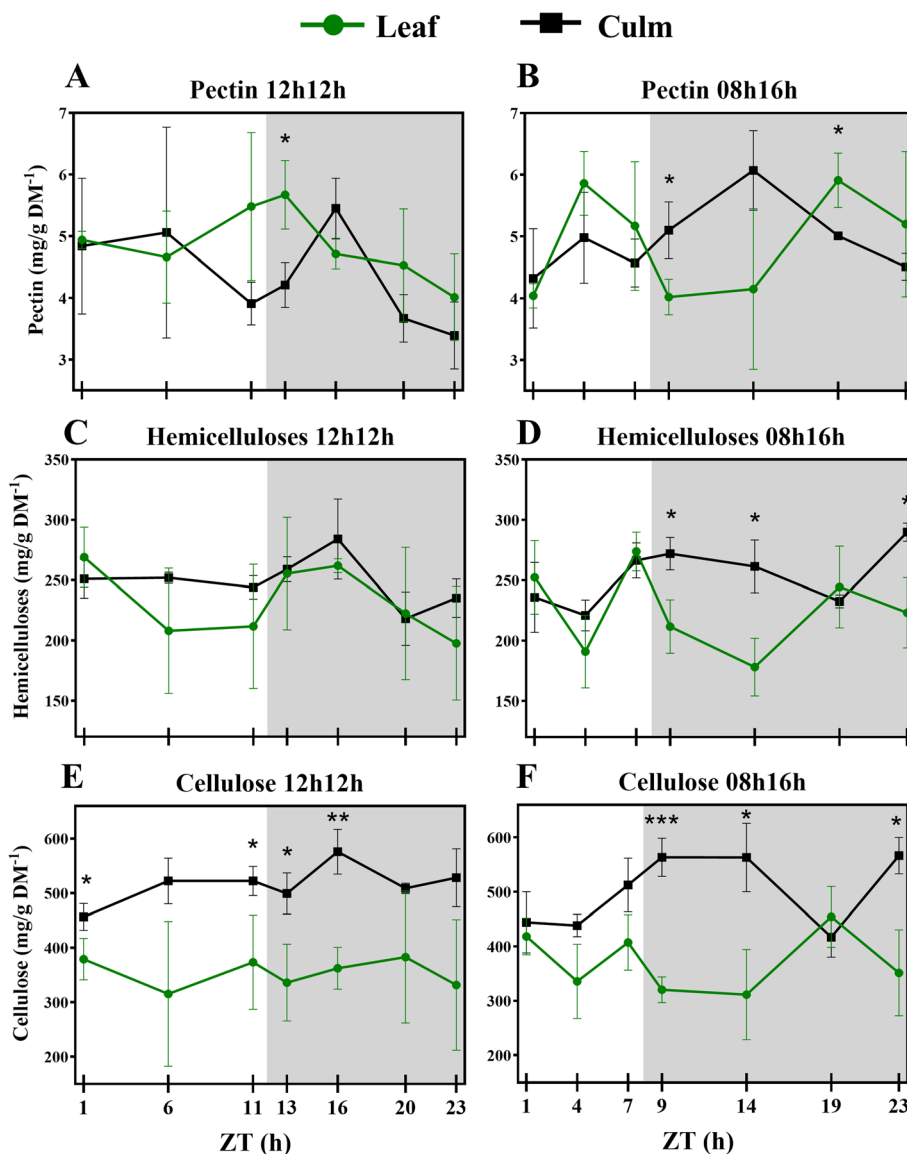 Leaf Culm
A B
Pectin 12h12h Pectin 08h16h
Pectin (mg/g DM⁻¹)
7
6
5
4
3
*
7
6
5
4
3
* *
C D
Hemicelluloses 12h12h Hemicelluloses 08h16h
Hemicelluloses (mg/g DM⁻¹)
350
300
250
200
150
350
300
250
200
150
* * *
E F
Cellulose 12h12h Cellulose 08h16h
Cellulose (mg/g DM⁻¹)
600
500
400
300
200
* * * **
600
500
400
300
200
*** * *
1 6 11 13 16 20 23
1 4 7 9 14 19 23
ZT (h) ZT (h)